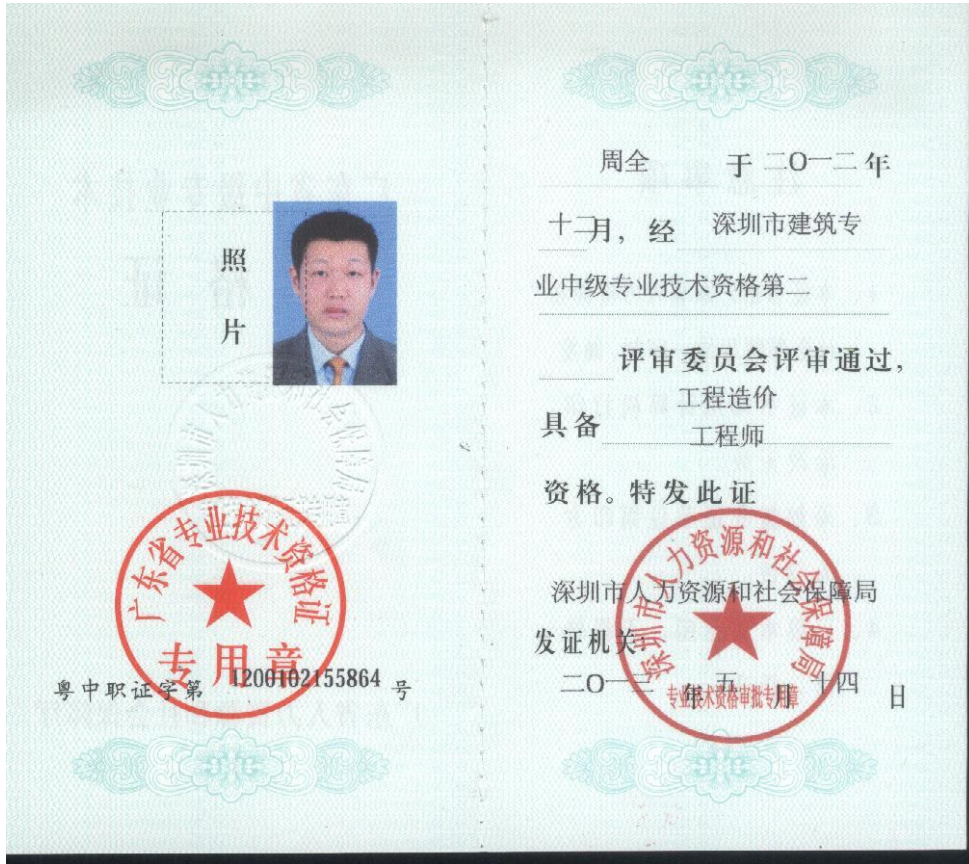 照
片
广东省专业技术资格证
专用章
粤中职证字第 1200102155864 号
周全 于 二O一二 年
十二月，经 深圳市建筑专
业中级专业技术资格第二
评审委员会评审通过，
具备 工程造价
工程师
资格。特发此证
深圳市人力资源和社会保障局
深圳市人力资源和社会保障局
发证机关：
二O一三 年 五 月 十四 日
专业技术资格审批专用章